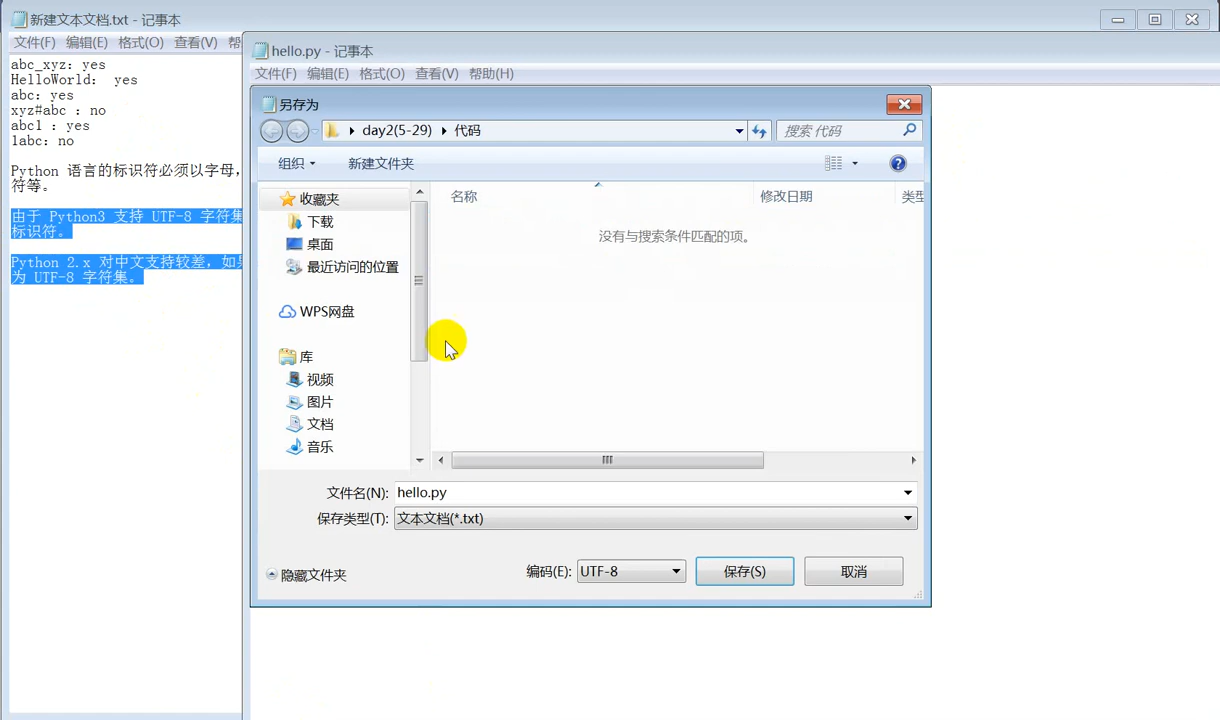 新建文本文档.txt - 记事本
文件(F) 编辑(E) 格式(O) 查看(V) 帮
abc_xyz: yes
HelloWorld: yes
abc: yes
xyz#abc : no
abc1 : yes
1abc: no
Python 语言的标识符必须以字母,
符等。
由于 Python3 支持 UTF-8 字符集
标识符。
Python 2.x 对中文支持较差，如果
为 UTF-8 字符集。
hello.py - 记事本
文件(F) 编辑(E) 格式(O) 查看(V) 帮助(H)
另存为
day2(5-29) 代码
搜索 代码
组织 新建文件夹
收藏夹
下载
桌面
最近访问的位置
WPS网盘
库
视频
图片
文档
音乐
名称 修改日期 类型
没有与搜索条件匹配的项。
文件名(N): hello.py
保存类型(T): 文本文档(*.txt)
隐藏文件夹
编码(E): UTF-8 保存(S) 取消